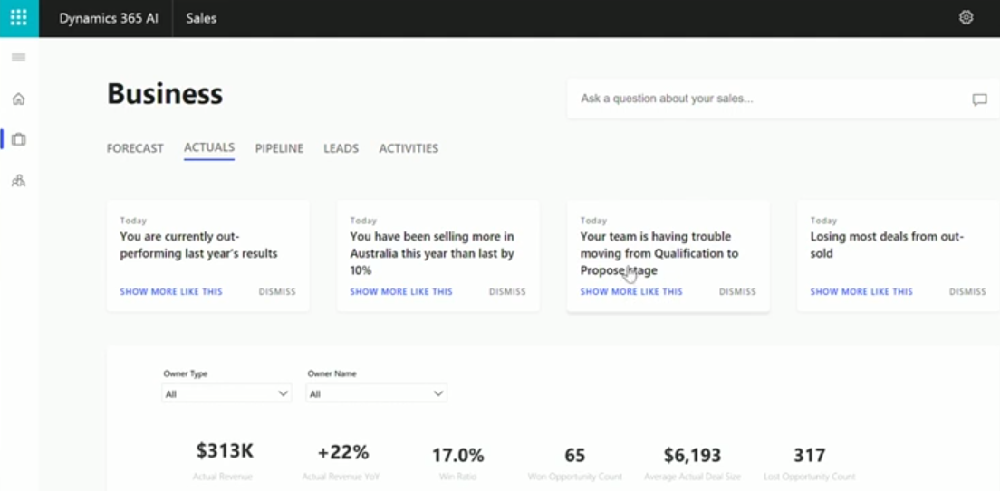 Dynamics 365 AI Sales
Business
Ask a question about your sales...
FORECAST ACTUALS PIPELINE LEADS ACTIVITIES
Today
You are currently out-
performing last year's results
SHOW MORE LIKE THIS DISMISS
Today
You have been selling more in
Australia this year than last by
10%
SHOW MORE LIKE THIS DISMISS
Today
Your team is having trouble
moving from Qualification to
Propose stage
SHOW MORE LIKE THIS DISMISS
Today
Losing most deals from out-
sold
SHOW MORE LIKE THIS DISMISS
Owner Type Owner Name
All All
$313K +22% 17.0% 65 $6,193 317
Actual Revenue Actual Revenue YoY Win Ratio Won Opportunity Count Average Actual Deal Size Lost Opportunity Count